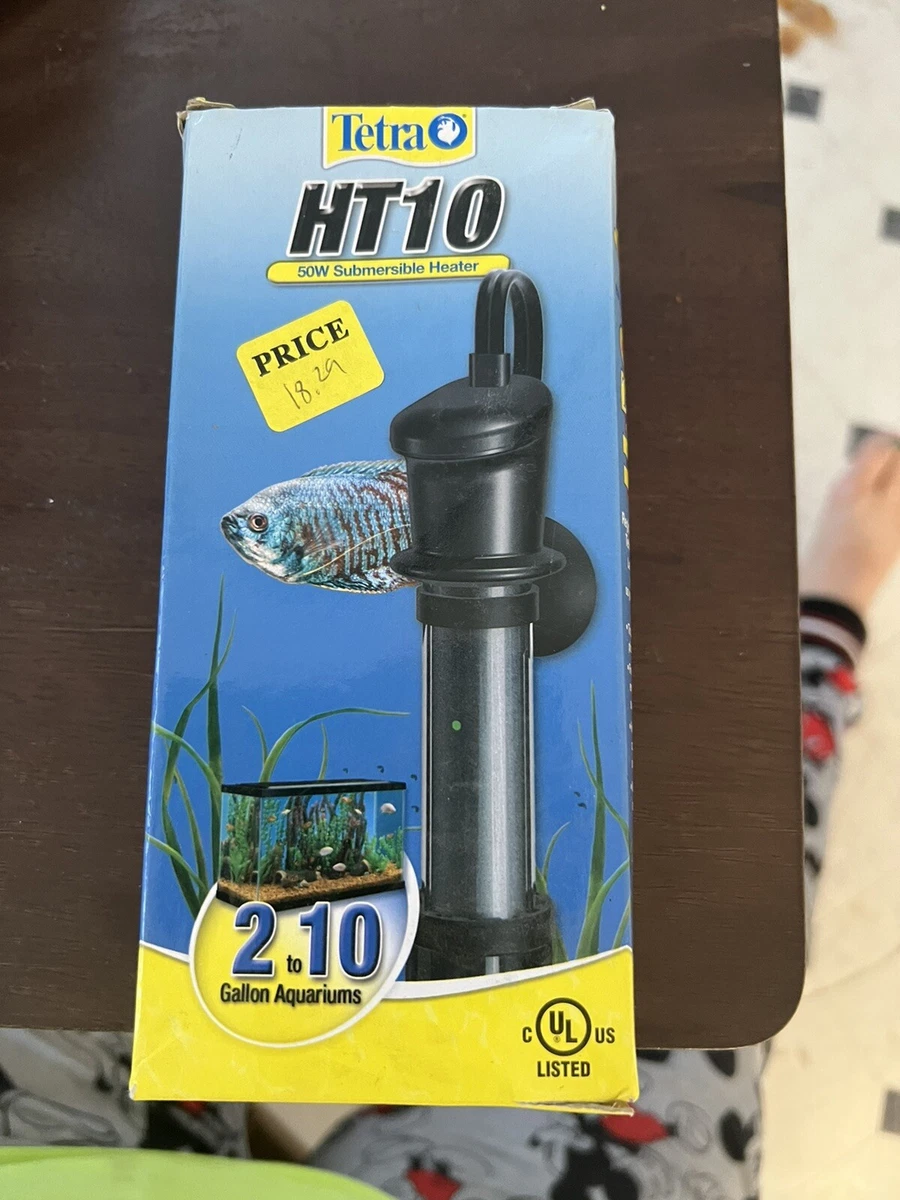 Tetra
HT10
50W Submersible Heater
PRICE
18.29
2 to 10
Gallon Aquariums
C UL US
®
LISTED